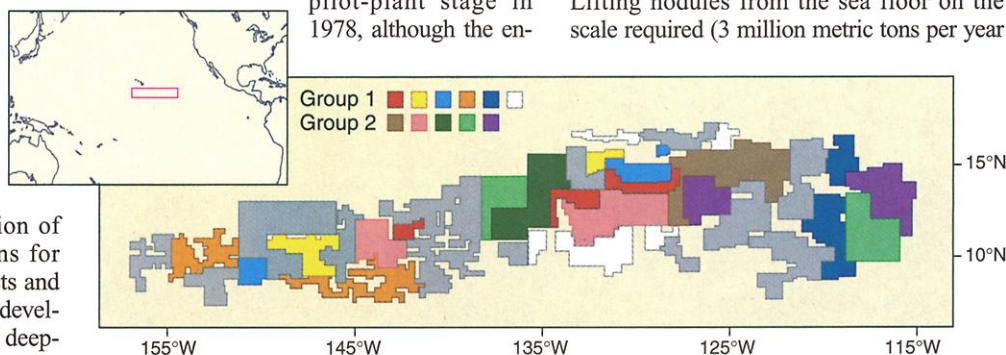 pilot-plant stage in
1978, although the en-
Lifting nodules from the sea floor on the
scale required (3 million metric tons per year
ion of
ns for
ts and
devel-
deep-
Group 1
Group 2
15°N
10°N
155°W
145°W
135°W
125°W
115°W